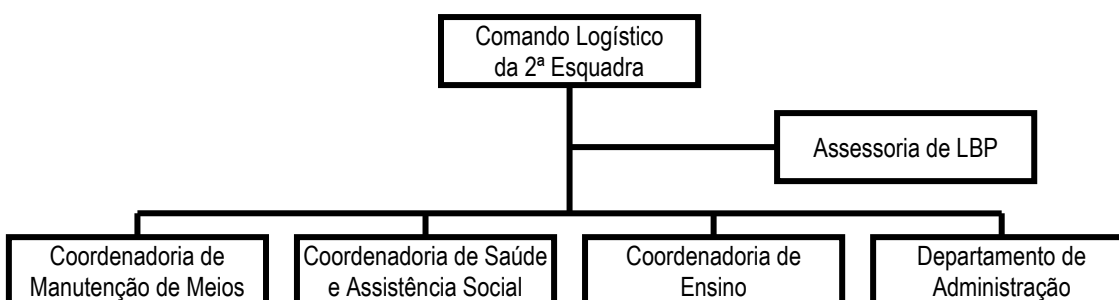 Comando Logístico
da 2ª Esquadra
Assessoria de LBP
Coordenadoria de
Manutenção de Meios
Coordenadoria de Saúde
e Assistência Social
Coordenadoria de
Ensino
Departamento de
Administração